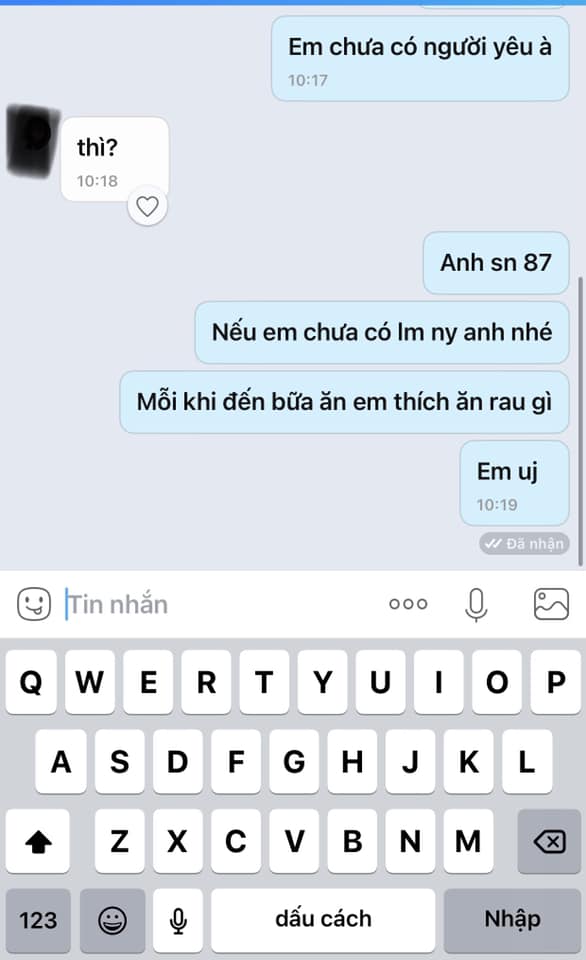 Em chưa có người yêu à
10:17
thì?
10:18
Anh sn 87
Nếu em chưa có lm ny anh nhé
Mỗi khi đến bữa ăn em thích ăn rau gì
Em uj
10:19
Đã nhận
Tin nhắn
Q W E R T Y U I O P
A S D F G H J K L
Z X C V B N M
123 dấu cách Nhập